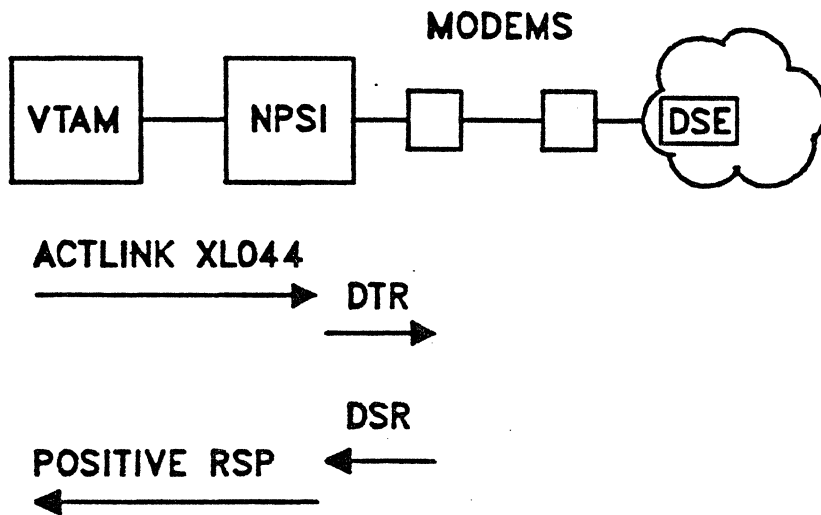 MODEMS
VTAM
NPSI
DSE
ACTLINK XL044
DTR
DSR
POSITIVE RSP